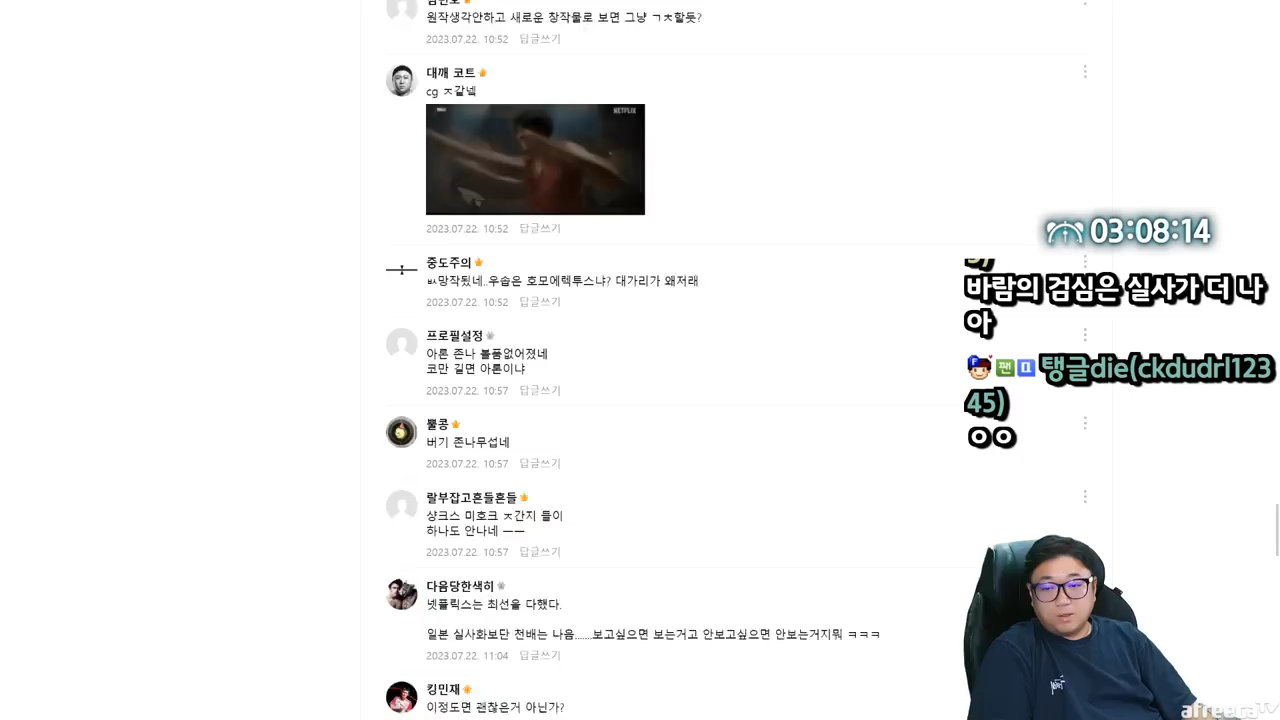 원작생각안하고 새로운 창작물로 보면 그냥 ㄱㅊ할듯?
2023.07.22. 10:52 답글쓰기
대깨 코트
cg ㅈ같넼
NETFLIX
2023.07.22. 10:52 답글쓰기
중도주의
ㅄ망작됬네..우솝은 호모에렉투스냐? 대가리가 왜저래
2023.07.22. 10:52 답글쓰기
프로필설정
아론 존나 볼품없어졌네
코만 길면 아론이냐
2023.07.22. 10:57 답글쓰기
뿔콩
버기 존나무섭네
2023.07.22. 10:57 답글쓰기
랄부잡고흔들흔들
샹크스 미호크 ㅈ간지 들이
하나도 안나네 ㅡㅡ
2023.07.22. 10:57 답글쓰기
다음당한색히
넷플릭스는 최선을 다했다.
일본 실사화보단 천배는 나음.......보고싶으면 보는거고 안보고싶으면 안보는거지뭐 ㅋㅋㅋ
2023.07.22. 11:04 답글쓰기
킹민재
이정도면 괜찮은거 아닌가?
03:08:14
바람의 검심은 실사가 더 나
아
F 팬 탱글die(ckdudrl123
45)
ㅇㅇ
afreecaTV